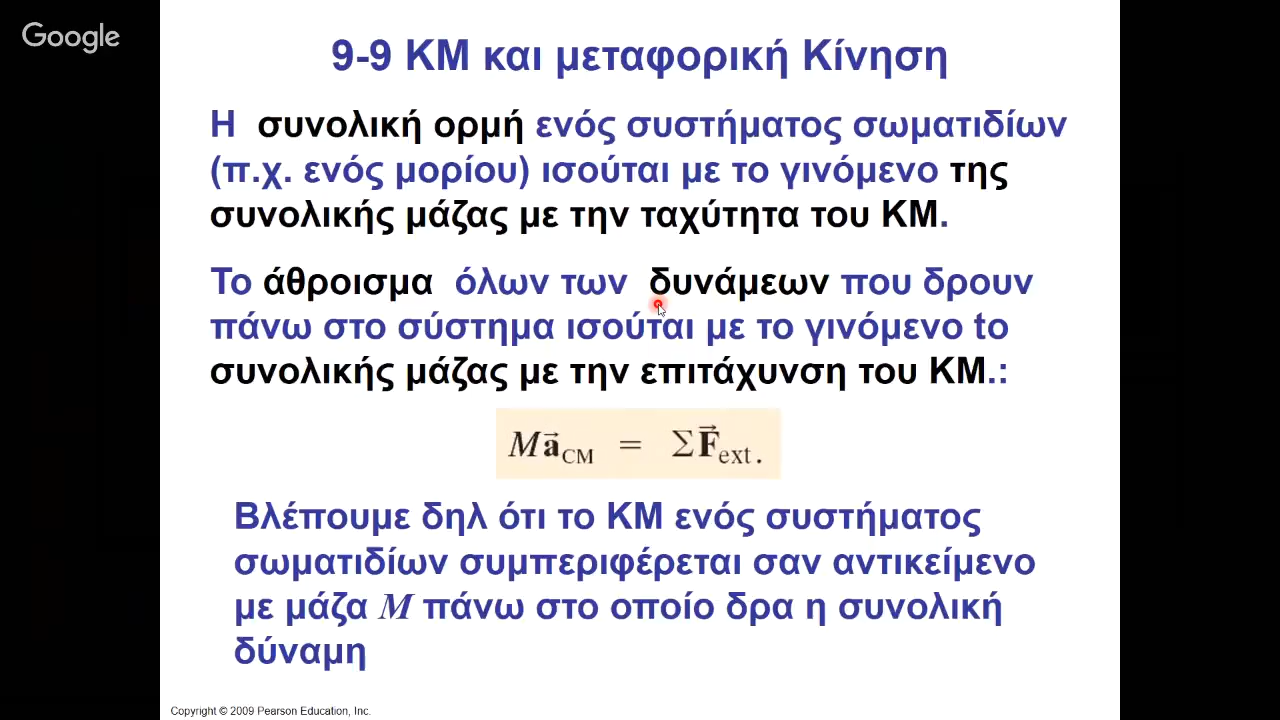 Google
9-9 ΚΜ και μεταφορική Κίνηση
Η συνολική ορμή ενός συστήματος σωματιδίων
(π.χ. ενός μορίου) ισούται με το γινόμενο της
συνολικής μάζας με την ταχύτητα του ΚΜ.
Το άθροισμα όλων των δυνάμεων που δρουν
πάνω στο σύστημα ισούται με το γινόμενο to
συνολικής μάζας με την επιτάχυνση του ΚΜ.:
M\vec{a}_{CM} = Σ\vec{F}_{ext}.
Βλέπουμε δηλ ότι το ΚΜ ενός συστήματος
σωματιδίων συμπεριφέρεται σαν αντικείμενο
με μάζα M πάνω στο οποίο δρα η συνολική
δύναμη
Copyright © 2009 Pearson Education, Inc.